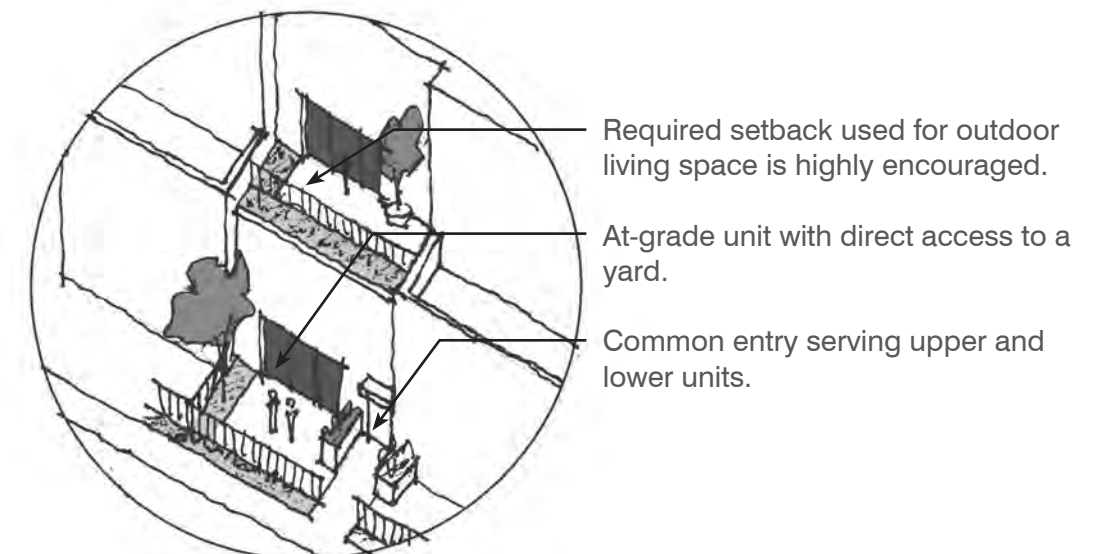 Required setback used for outdoor
living space is highly encouraged.
At-grade unit with direct access to a
yard.
Common entry serving upper and
lower units.